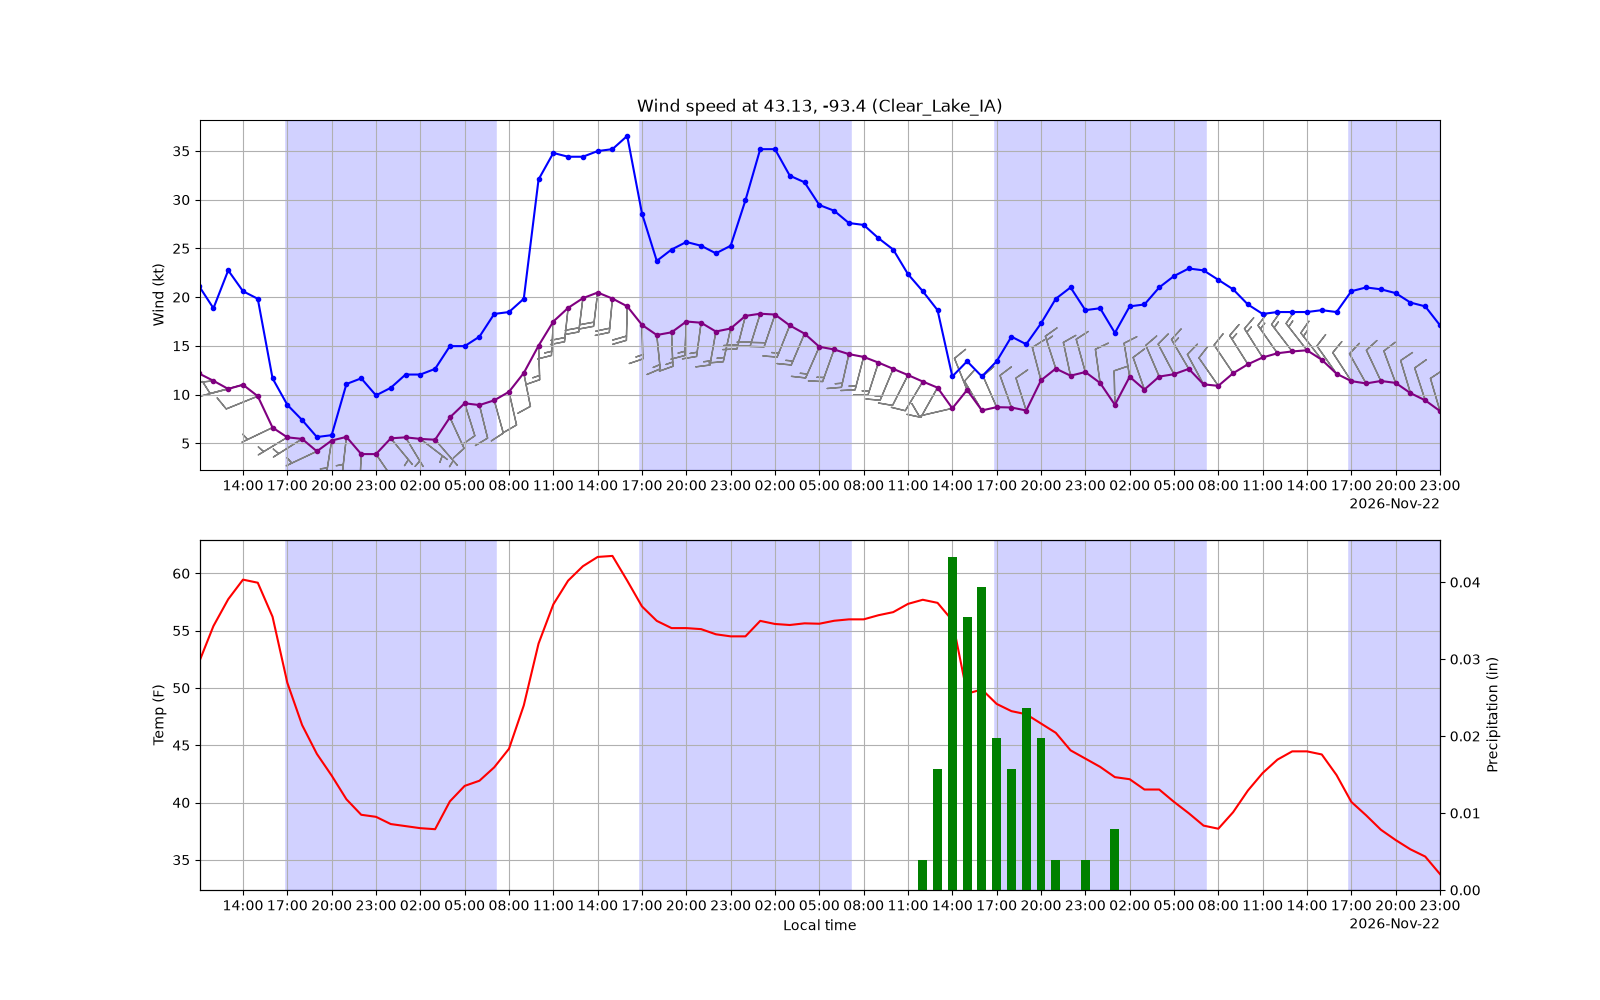 Wind speed at 43.13, -93.4 (Clear_Lake_IA)
Wind (kt)
35
30
25
20
15
10
5
14:00 17:00 20:00 23:00 02:00 05:00 08:00 11:00 14:00 17:00 20:00 23:00 02:00 05:00 08:00 11:00 14:00 17:00 20:00 23:00 02:00 05:00 08:00 11:00 14:00 17:00 20:00 23:00
2026-Nov-22
Temp (F)
60
55
50
45
40
35
0.04
0.03
0.02
0.01
0.00
Precipitation (in)
14:00 17:00 20:00 23:00 02:00 05:00 08:00 11:00 14:00 17:00 20:00 23:00 02:00 05:00 08:00 11:00 14:00 17:00 20:00 23:00 02:00 05:00 08:00 11:00 14:00 17:00 20:00 23:00
Local time
2026-Nov-22